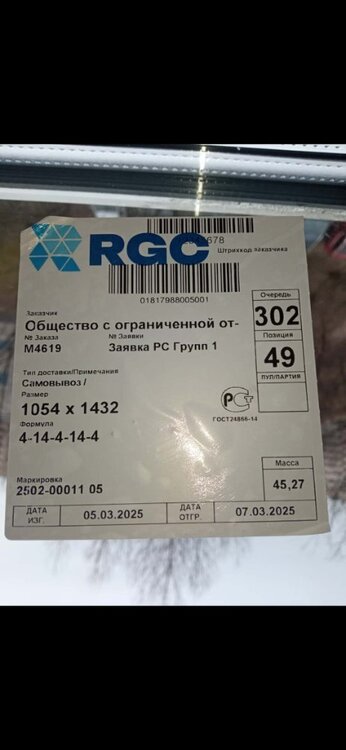 RGC
678
Штрихкод заказчика
01817988005001
Заказчик
Общество с ограниченной от-
№ Заказа № Заявки
М4619 Заявка РС Групп 1
Очередь
302
Позиция
49
ПУЛ/ПАРТИЯ
Тип доставки/Примечания
Самовывоз /
Размер
1054 x 1432
Формула
4-14-4-14-4
РСТ
ГОСТ24866-14
Маркировка
2502-00011 05
Масса
45,27
ДАТА ИЗГ. 05.03.2025 ДАТА ОТГР. 07.03.2025